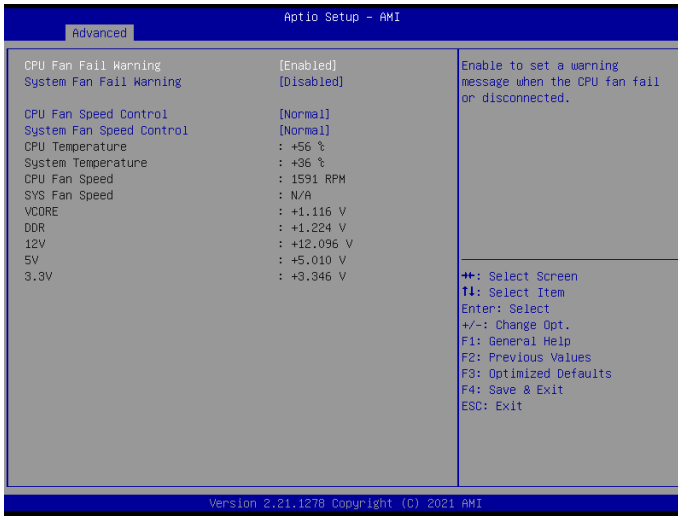 Aptio Setup – AMI
Advanced
CPU Fan Fail Warning [Enabled]
System Fan Fail Warning [Disabled]
CPU Fan Speed Control [Normal]
System Fan Speed Control [Normal]
CPU Temperature : +56 ℃
System Temperature : +36 ℃
CPU Fan Speed : 1591 RPM
SYS Fan Speed : N/A
VCORE : +1.116 V
DDR : +1.224 V
12V : +12.096 V
5V : +5.010 V
3.3V : +3.346 V
Enable to set a warning
message when the CPU fan fail
or disconnected.
→←: Select Screen
↑↓: Select Item
Enter: Select
+/–: Change Opt.
F1: General Help
F2: Previous Values
F3: Optimized Defaults
F4: Save & Exit
ESC: Exit
Version 2.21.1278 Copyright (C) 2021 AMI